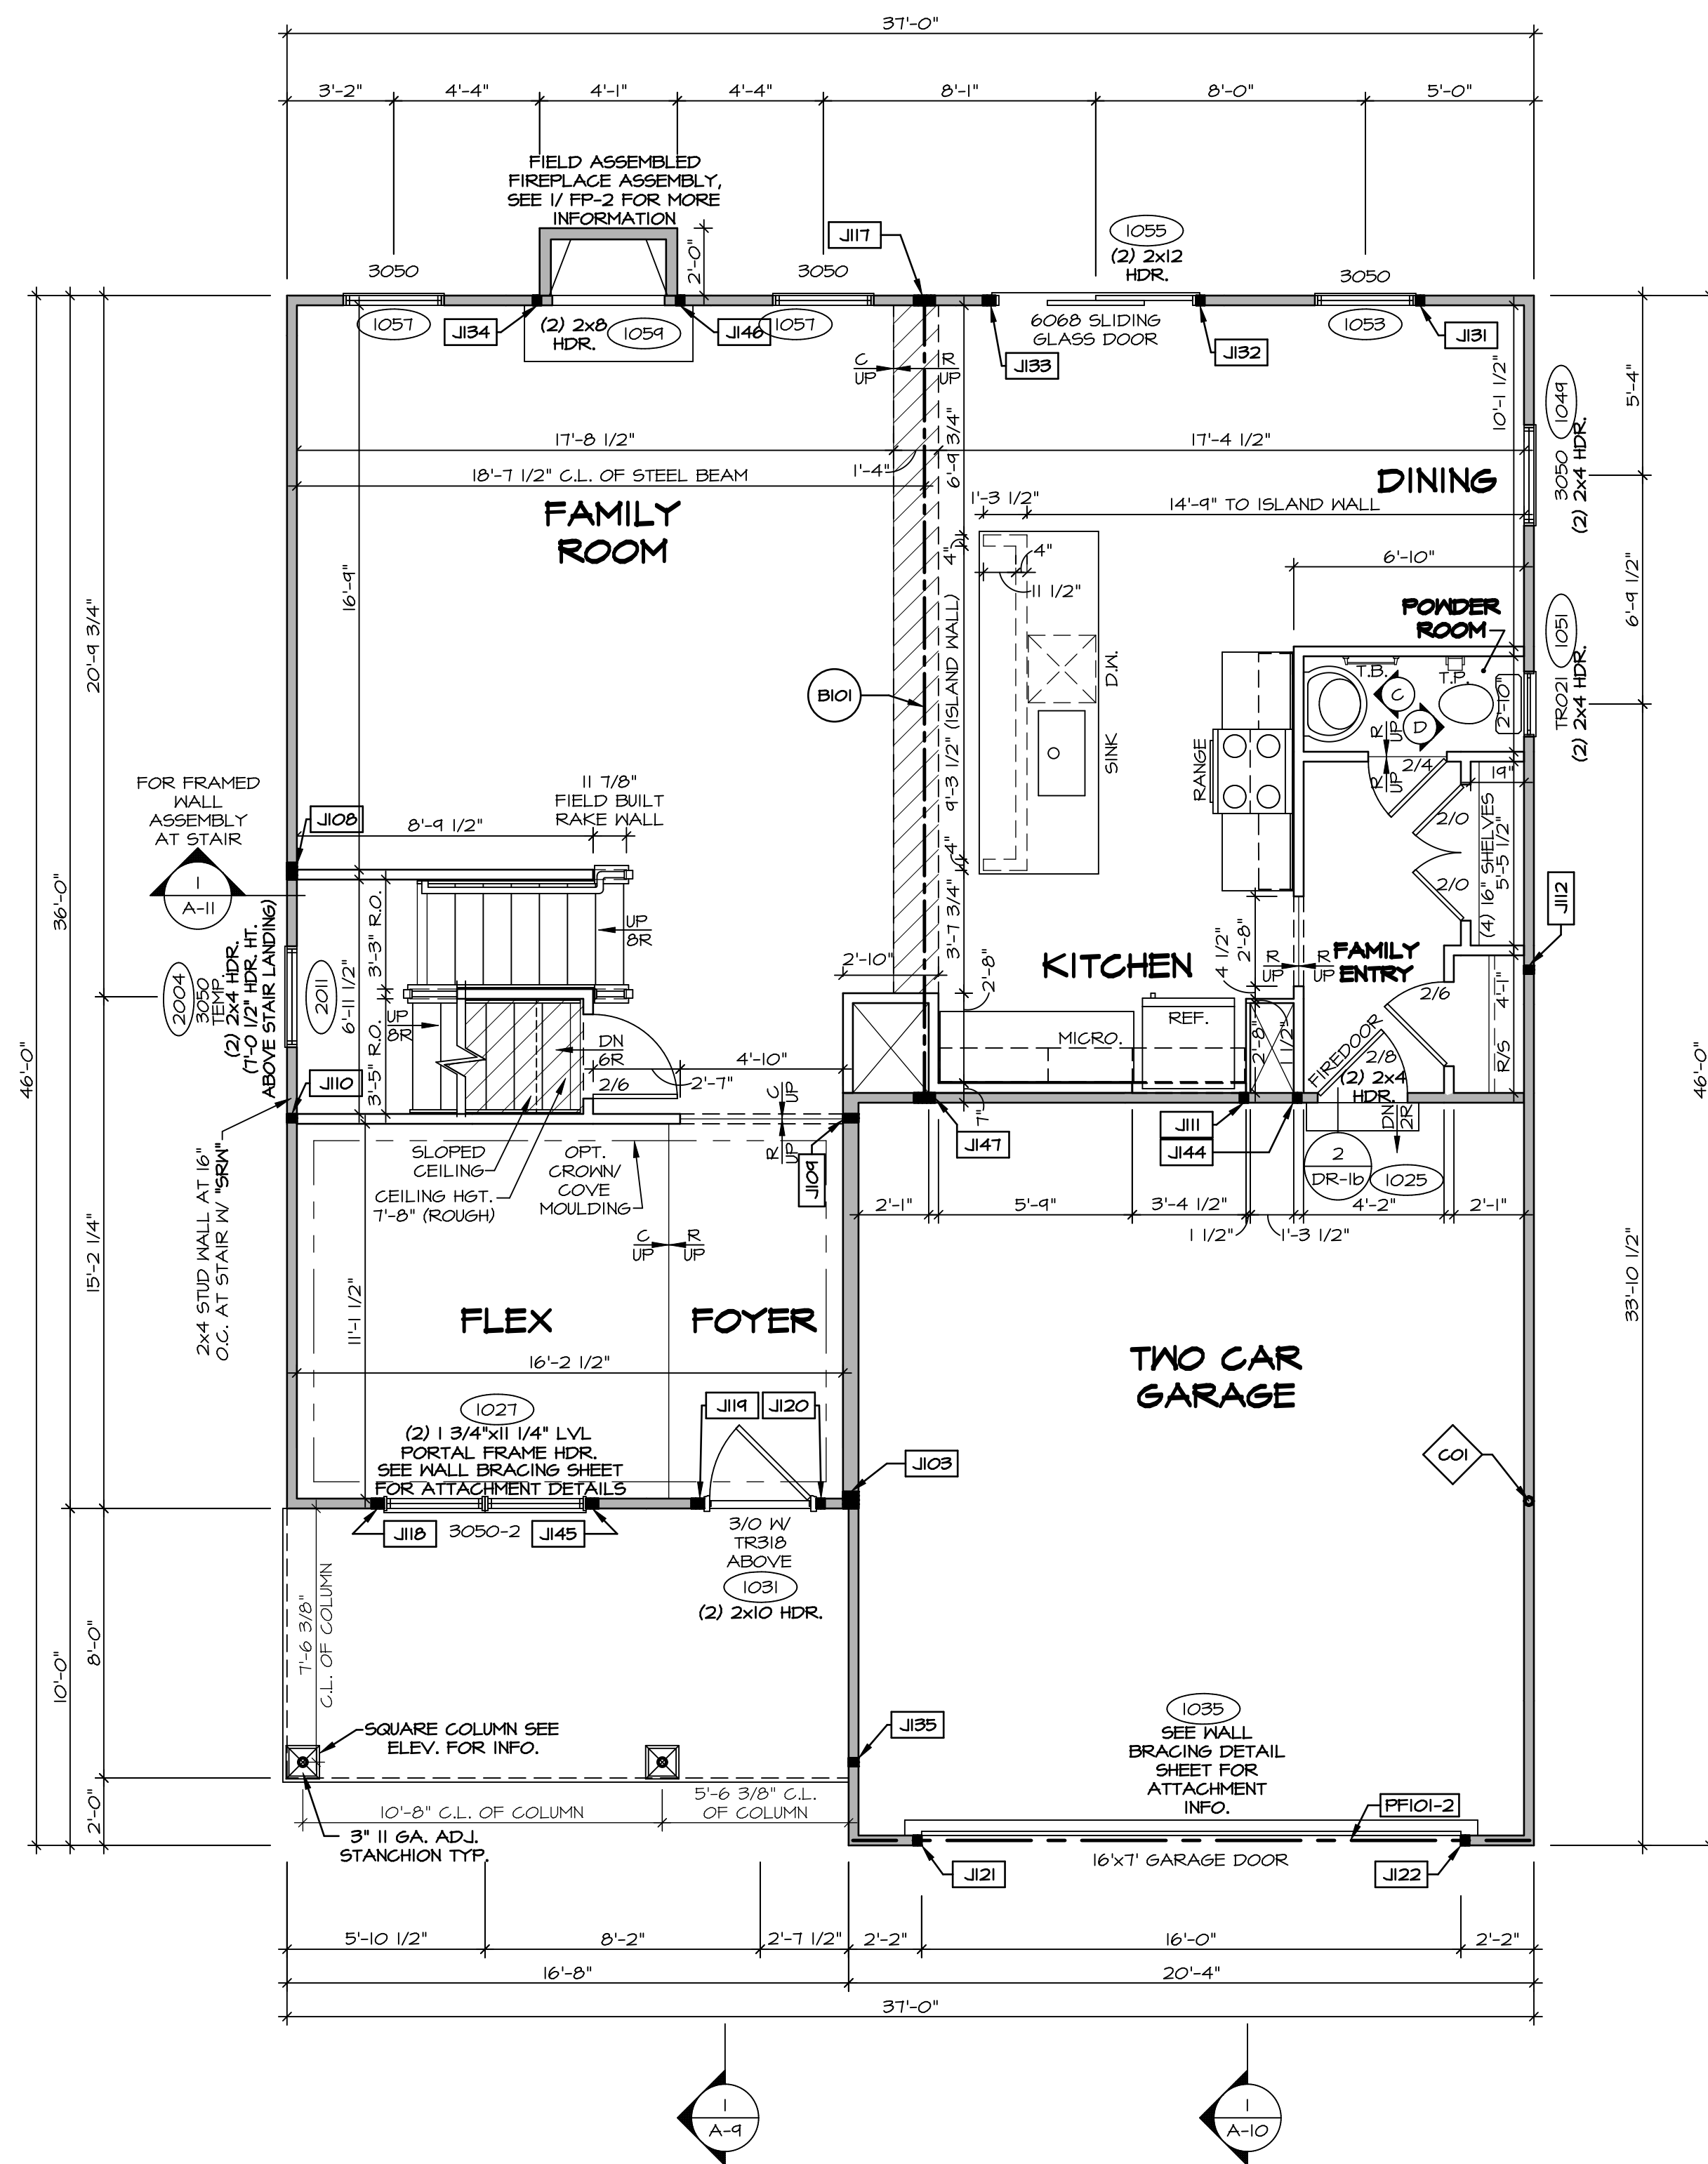 37'-0"
3'-2"
4'-4"
4'-1"
4'-4"
8'-1"
8'-0"
5'-0"
FIELD ASSEMBLED
FIREPLACE ASSEMBLY,
SEE 1/ FP-2 FOR MORE
INFORMATION
2'-0"
J117
1055
(2) 2x12
HDR.
3050
3050
3050
1057
J134
(2) 2x8
HDR.
1059
J146
1057
J133
6068 SLIDING
GLASS DOOR
J132
1053
J131
C
UP
R
UP
10'-1 1/2"
5'-4"
1049
3050
(2) 2x4 HDR.
17'-8 1/2"
1'-4"
6'-9 3/4"
17'-4 1/2"
18'-7 1/2" C.L. OF STEEL BEAM
DINING
1'-3 1/2"
14'-9" TO ISLAND WALL
FAMILY
ROOM
4"
4"
11 1/2"
6'-10"
16'-9"
20'-9 3/4"
6'-9 1/2"
POWDER
ROOM
1051
TR021
(2) 2x4 HDR.
T.B.
T.P.
C
D
2'-10"
R
UP
R
UP
2/4
19"
B101
9'-3 1/2" (ISLAND WALL)
D.W.
SINK
RANGE
2/0
2/0
(4) 16" SHELVES
5'-5 1/2"
FOR FRAMED
WALL
ASSEMBLY
AT STAIR
1
A-11
J108
8'-9 1/2"
11 7/8"
FIELD BUILT
RAKE WALL
4"
3'-7 3/4"
J112
36'-0"
46'-0"
46'-0"
3'-3" R.O.
UP
8R
2004
3050
TEMP.
(2) 2x4 HDR.
(7'-0 1/2" HDR. HT.
ABOVE STAIR LANDING)
2011
6'-11 1/2"
3'-5" R.O.
UP
8R
DN
6R
2/6
4'-10"
2'-7"
2'-10"
2'-8"
KITCHEN
4 1/2"
2'-8"
R
UP
R
UP
FAMILY
ENTRY
2/6
4'-1"
R/S
MICRO.
REF.
2'-8"
1/2"
FIREDOOR
2/8
(2) 2x4
HDR.
DN
2R
J110
7"
J147
J111
J144
2
DR-1b
1025
C
UP
R
UP
J109
SLOPED
CEILING
CEILING HGT.
7'-8" (ROUGH)
OPT.
CROWN/
COVE
MOULDING
2x4 STUD WALL AT 16"
O.C. AT STAIR W/ "SRW"
2'-1"
5'-9"
3'-4 1/2"
1 1/2"
1'-3 1/2"
4'-2"
2'-1"
C
UP
R
UP
15'-2 1/4"
11'-1 1/2"
33'-10 1/2"
FLEX
FOYER
16'-2 1/2"
TWO CAR
GARAGE
1027
(2) 1 3/4"x11 1/4" LVL
PORTAL FRAME HDR.
SEE WALL BRACING SHEET
FOR ATTACHMENT DETAILS
J119
J120
J103
C01
J118
3050-2
J145
3/0 W/
TR318
ABOVE
1031
(2) 2x10 HDR.
7'-6 3/8"
C.L. OF COLUMN
10'-0"
8'-0"
2'-0"
SQUARE COLUMN SEE
ELEV. FOR INFO.
J135
1035
SEE WALL
BRACING DETAIL
SHEET FOR
ATTACHMENT
INFO.
10'-8" C.L. OF COLUMN
5'-6 3/8" C.L.
OF COLUMN
PF101-2
3" 11 GA. ADJ.
STANCHION TYP.
16'x7' GARAGE DOOR
J121
J122
5'-10 1/2"
8'-2"
2'-7 1/2"
2'-2"
16'-0"
2'-2"
16'-8"
20'-4"
37'-0"
1
A-9
1
A-10